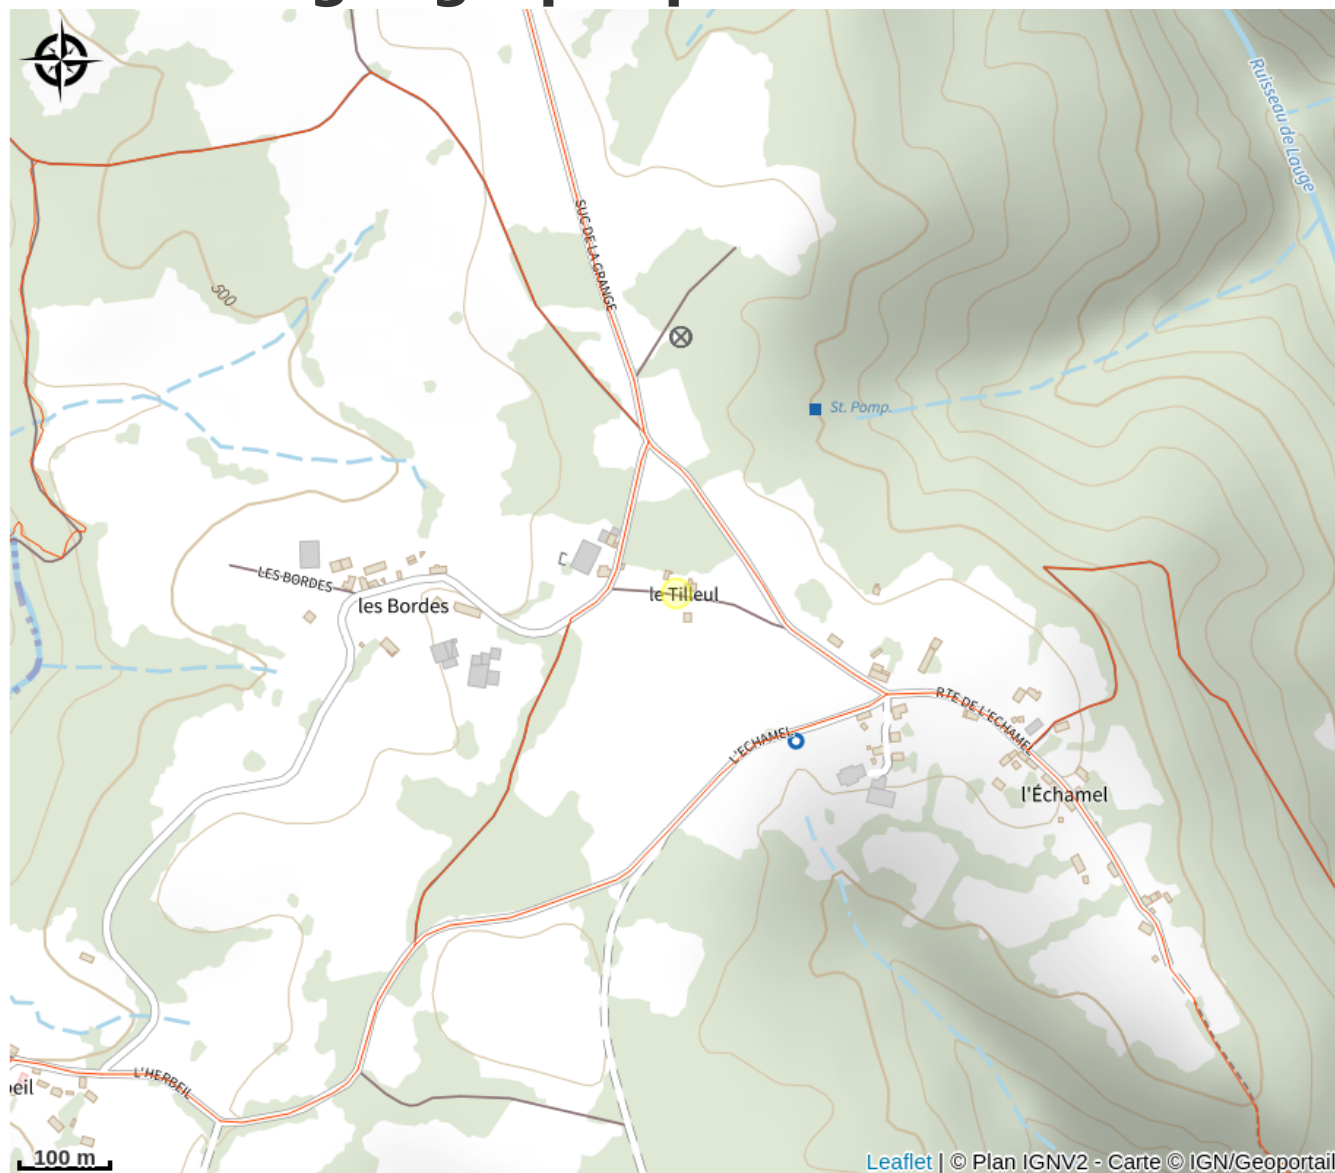 Ruisseau de Lauge
SUC DE LA GRANGE
500
St. Pomp.
LES BORDES
les Bordes
le Tilleul
RTE DE L'ECHAMEL
L'ECHAMEL
l'Échamel
L'HERBEIL
eil
100 m
Leaflet | © Plan IGNV2 - Carte © IGN/Geoportail